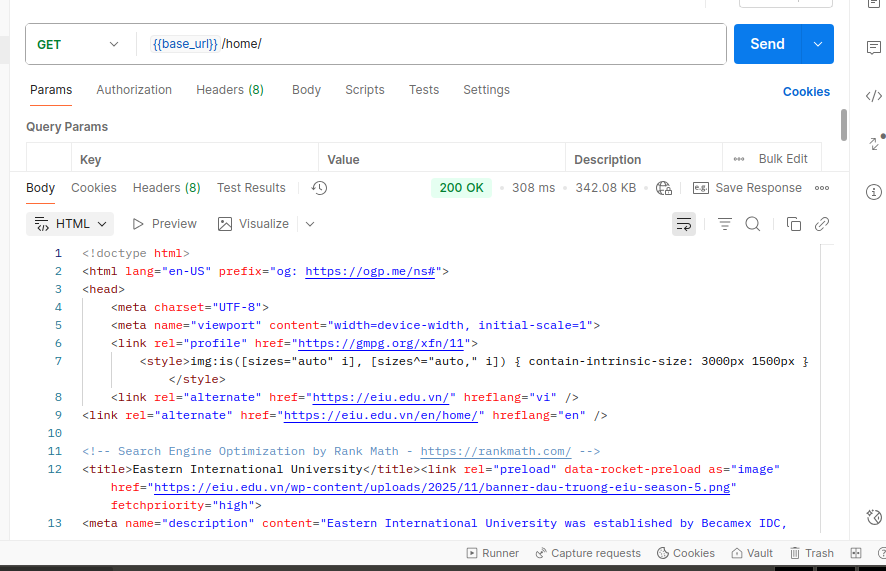 GET {{base_url}} /home/ Send
Params Authorization Headers (8) Body Scripts Tests Settings Cookies
Query Params
Key Value Description Bulk Edit
Body Cookies Headers (8) Test Results 200 OK 308 ms 342.08 KB e.g. Save Response
HTML Preview Visualize
1 <!doctype html>
2 <html lang="en-US" prefix="og: https://ogp.me/ns#">
3 <head>
4 <meta charset="UTF-8">
5 <meta name="viewport" content="width=device-width, initial-scale=1">
6 <link rel="profile" href="https://gmpg.org/xfn/11">
7 <style>img:is([sizes="auto" i], [sizes^="auto," i]) { contain-intrinsic-size: 3000px 1500px }
</style>
8 <link rel="alternate" href="https://eiu.edu.vn/" hreflang="vi" />
9 <link rel="alternate" href="https://eiu.edu.vn/en/home/" hreflang="en" />
10
11 <!-- Search Engine Optimization by Rank Math - https://rankmath.com/ -->
12 <title>Eastern International University</title><link rel="preload" data-rocket-preload as="image"
href="https://eiu.edu.vn/wp-content/uploads/2025/11/banner-dau-truong-eiu-season-5.png"
fetchpriority="high">
13 <meta name="description" content="Eastern International University was established by Becamex IDC,
Runner Capture requests Cookies Vault Trash